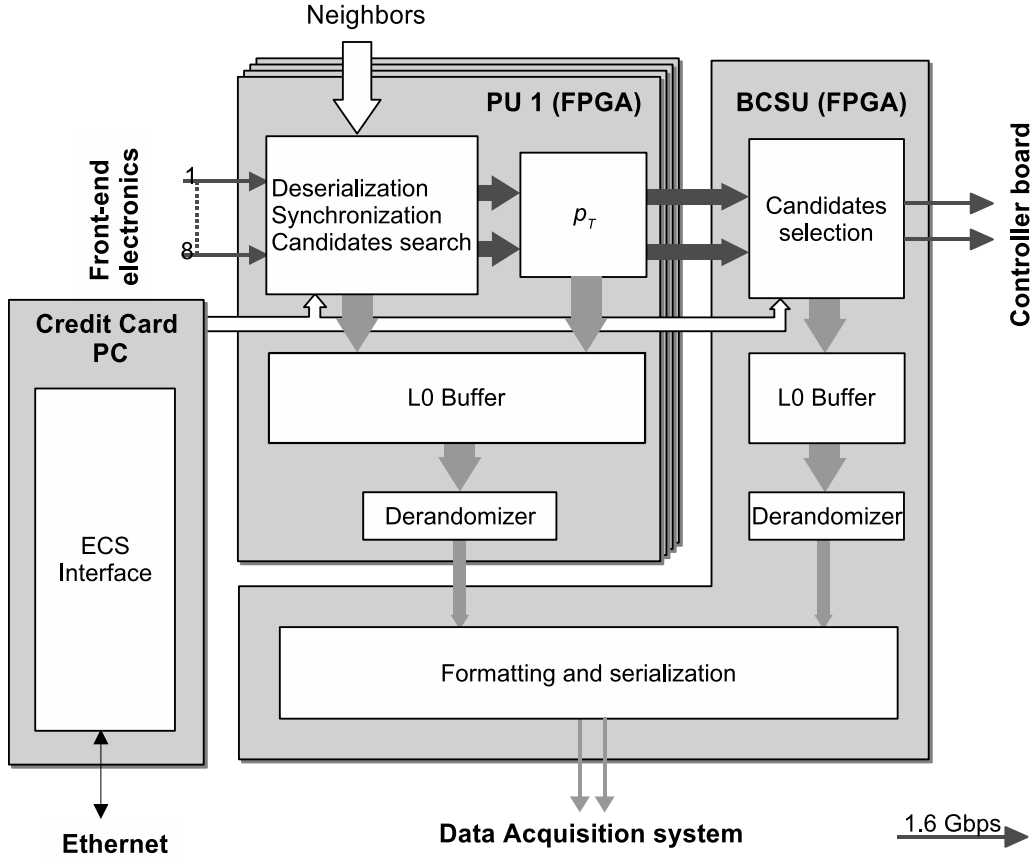 Neighbors
PU 1 (FPGA)
BCSU (FPGA)
Front-end
electronics
1
8
Deserialization
Synchronization
Candidates search
pT
Candidates
selection
Controller board
Credit Card
PC
L0 Buffer
L0 Buffer
Derandomizer
Derandomizer
ECS
Interface
Formatting and serialization
Ethernet
Data Acquisition system
1.6 Gbps